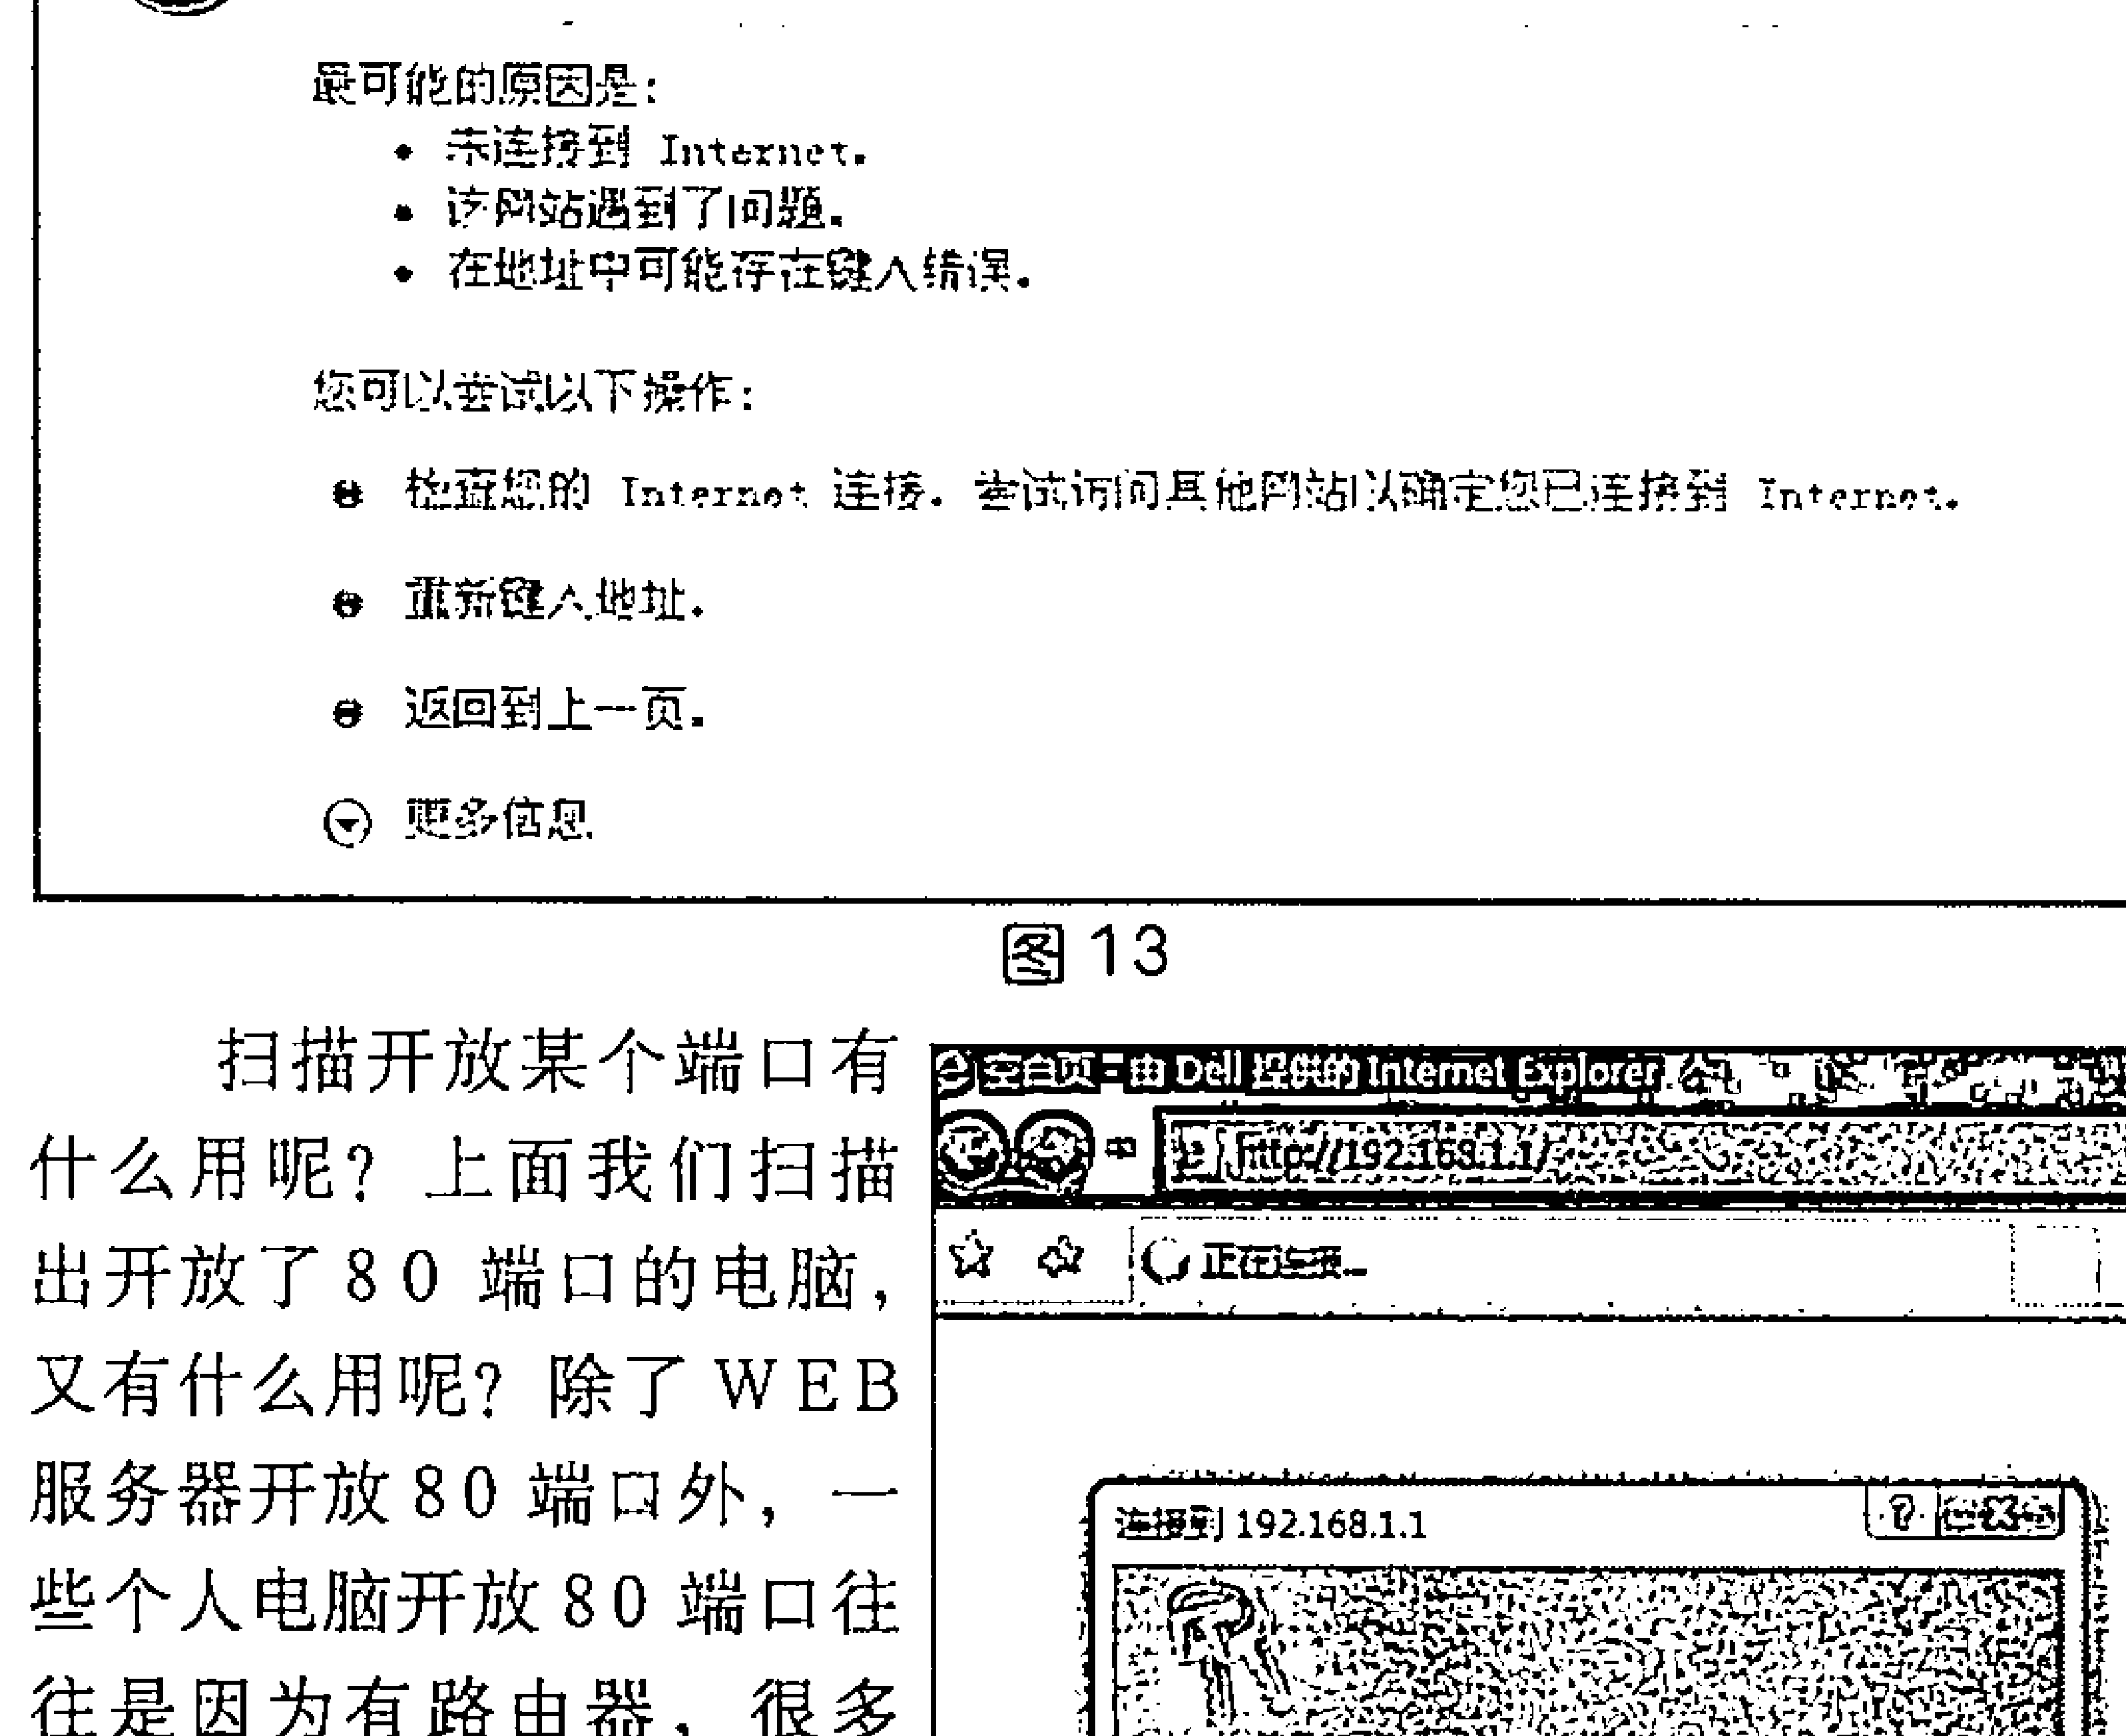 最可能的原因是：
• 未连接到 Internet。
• 该网站遇到了问题。
• 在地址中可能存在键入错误。
您可以尝试以下操作：
检查您的 Internet 连接。尝试访问其他网站以确定您已连接到 Internet。
重新键入地址。
返回到上一页。
更多信息
图 13
扫描开放某个端口有
什么用呢？上面我们扫描
出开放了 80 端口的电脑，
又有什么用呢？除了 WEB
服务器开放 80 端口外，一
些个人电脑开放 80 端口往
往是因为有路由器，很多
空白页 - 由 Dell 提供的 Internet Explorer
http://192.168.1.1/
正在连接...
连接到 192.168.1.1